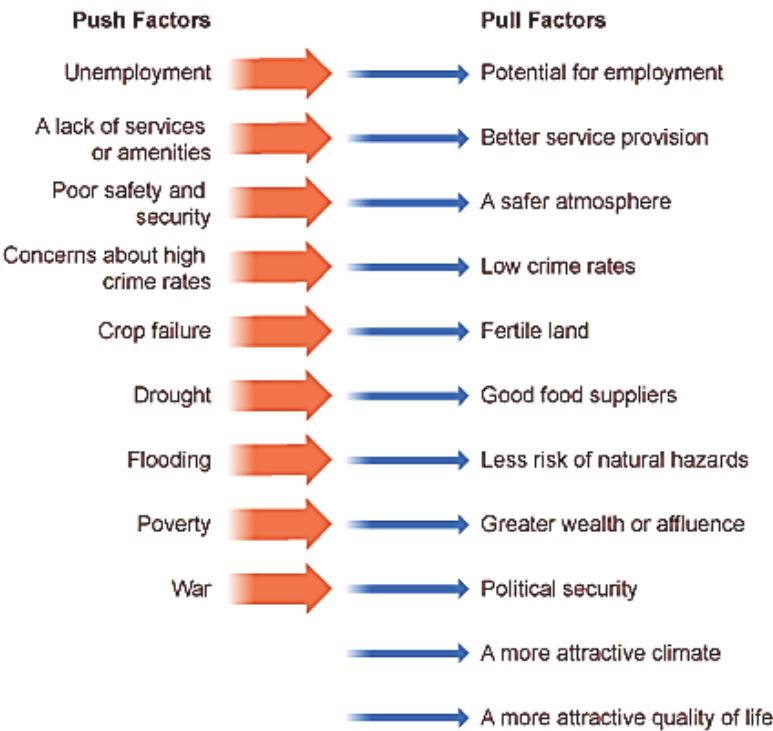 Push Factors Pull Factors
Unemployment Potential for employment
A lack of services
or amenities
Better service provision
Poor safety and
security
A safer atmosphere
Concerns about high
crime rates
Low crime rates
Crop failure Fertile land
Drought Good food suppliers
Flooding Less risk of natural hazards
Poverty Greater wealth or affluence
War Political security
A more attractive climate
A more attractive quality of life